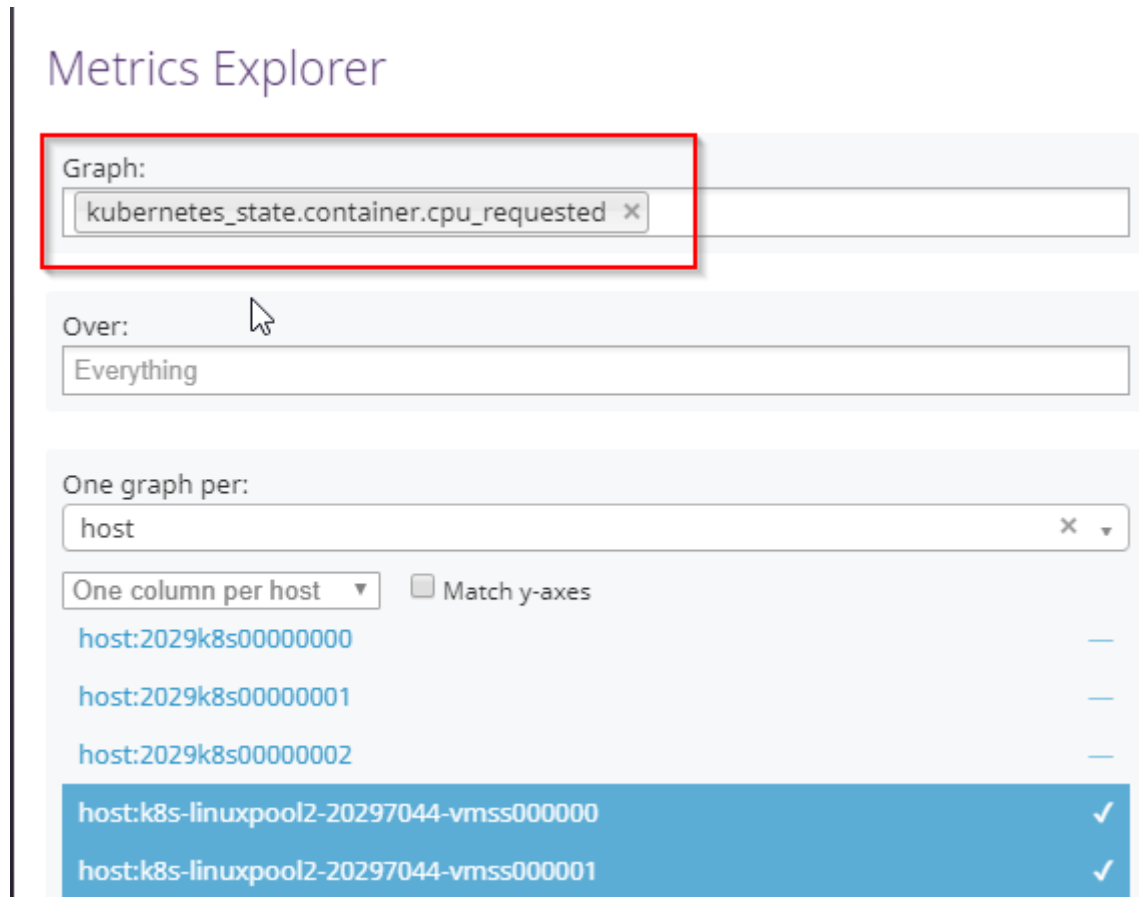 Metrics Explorer
Graph:
kubernetes_state.container.cpu_requested ×
Over:
Everything
One graph per:
host × ▼
One column per host ▼ Match y-axes
host:2029k8s00000000 —
host:2029k8s00000001 —
host:2029k8s00000002 —
host:k8s-linuxpool2-20297044-vmss000000 ✓
host:k8s-linuxpool2-20297044-vmss000001 ✓